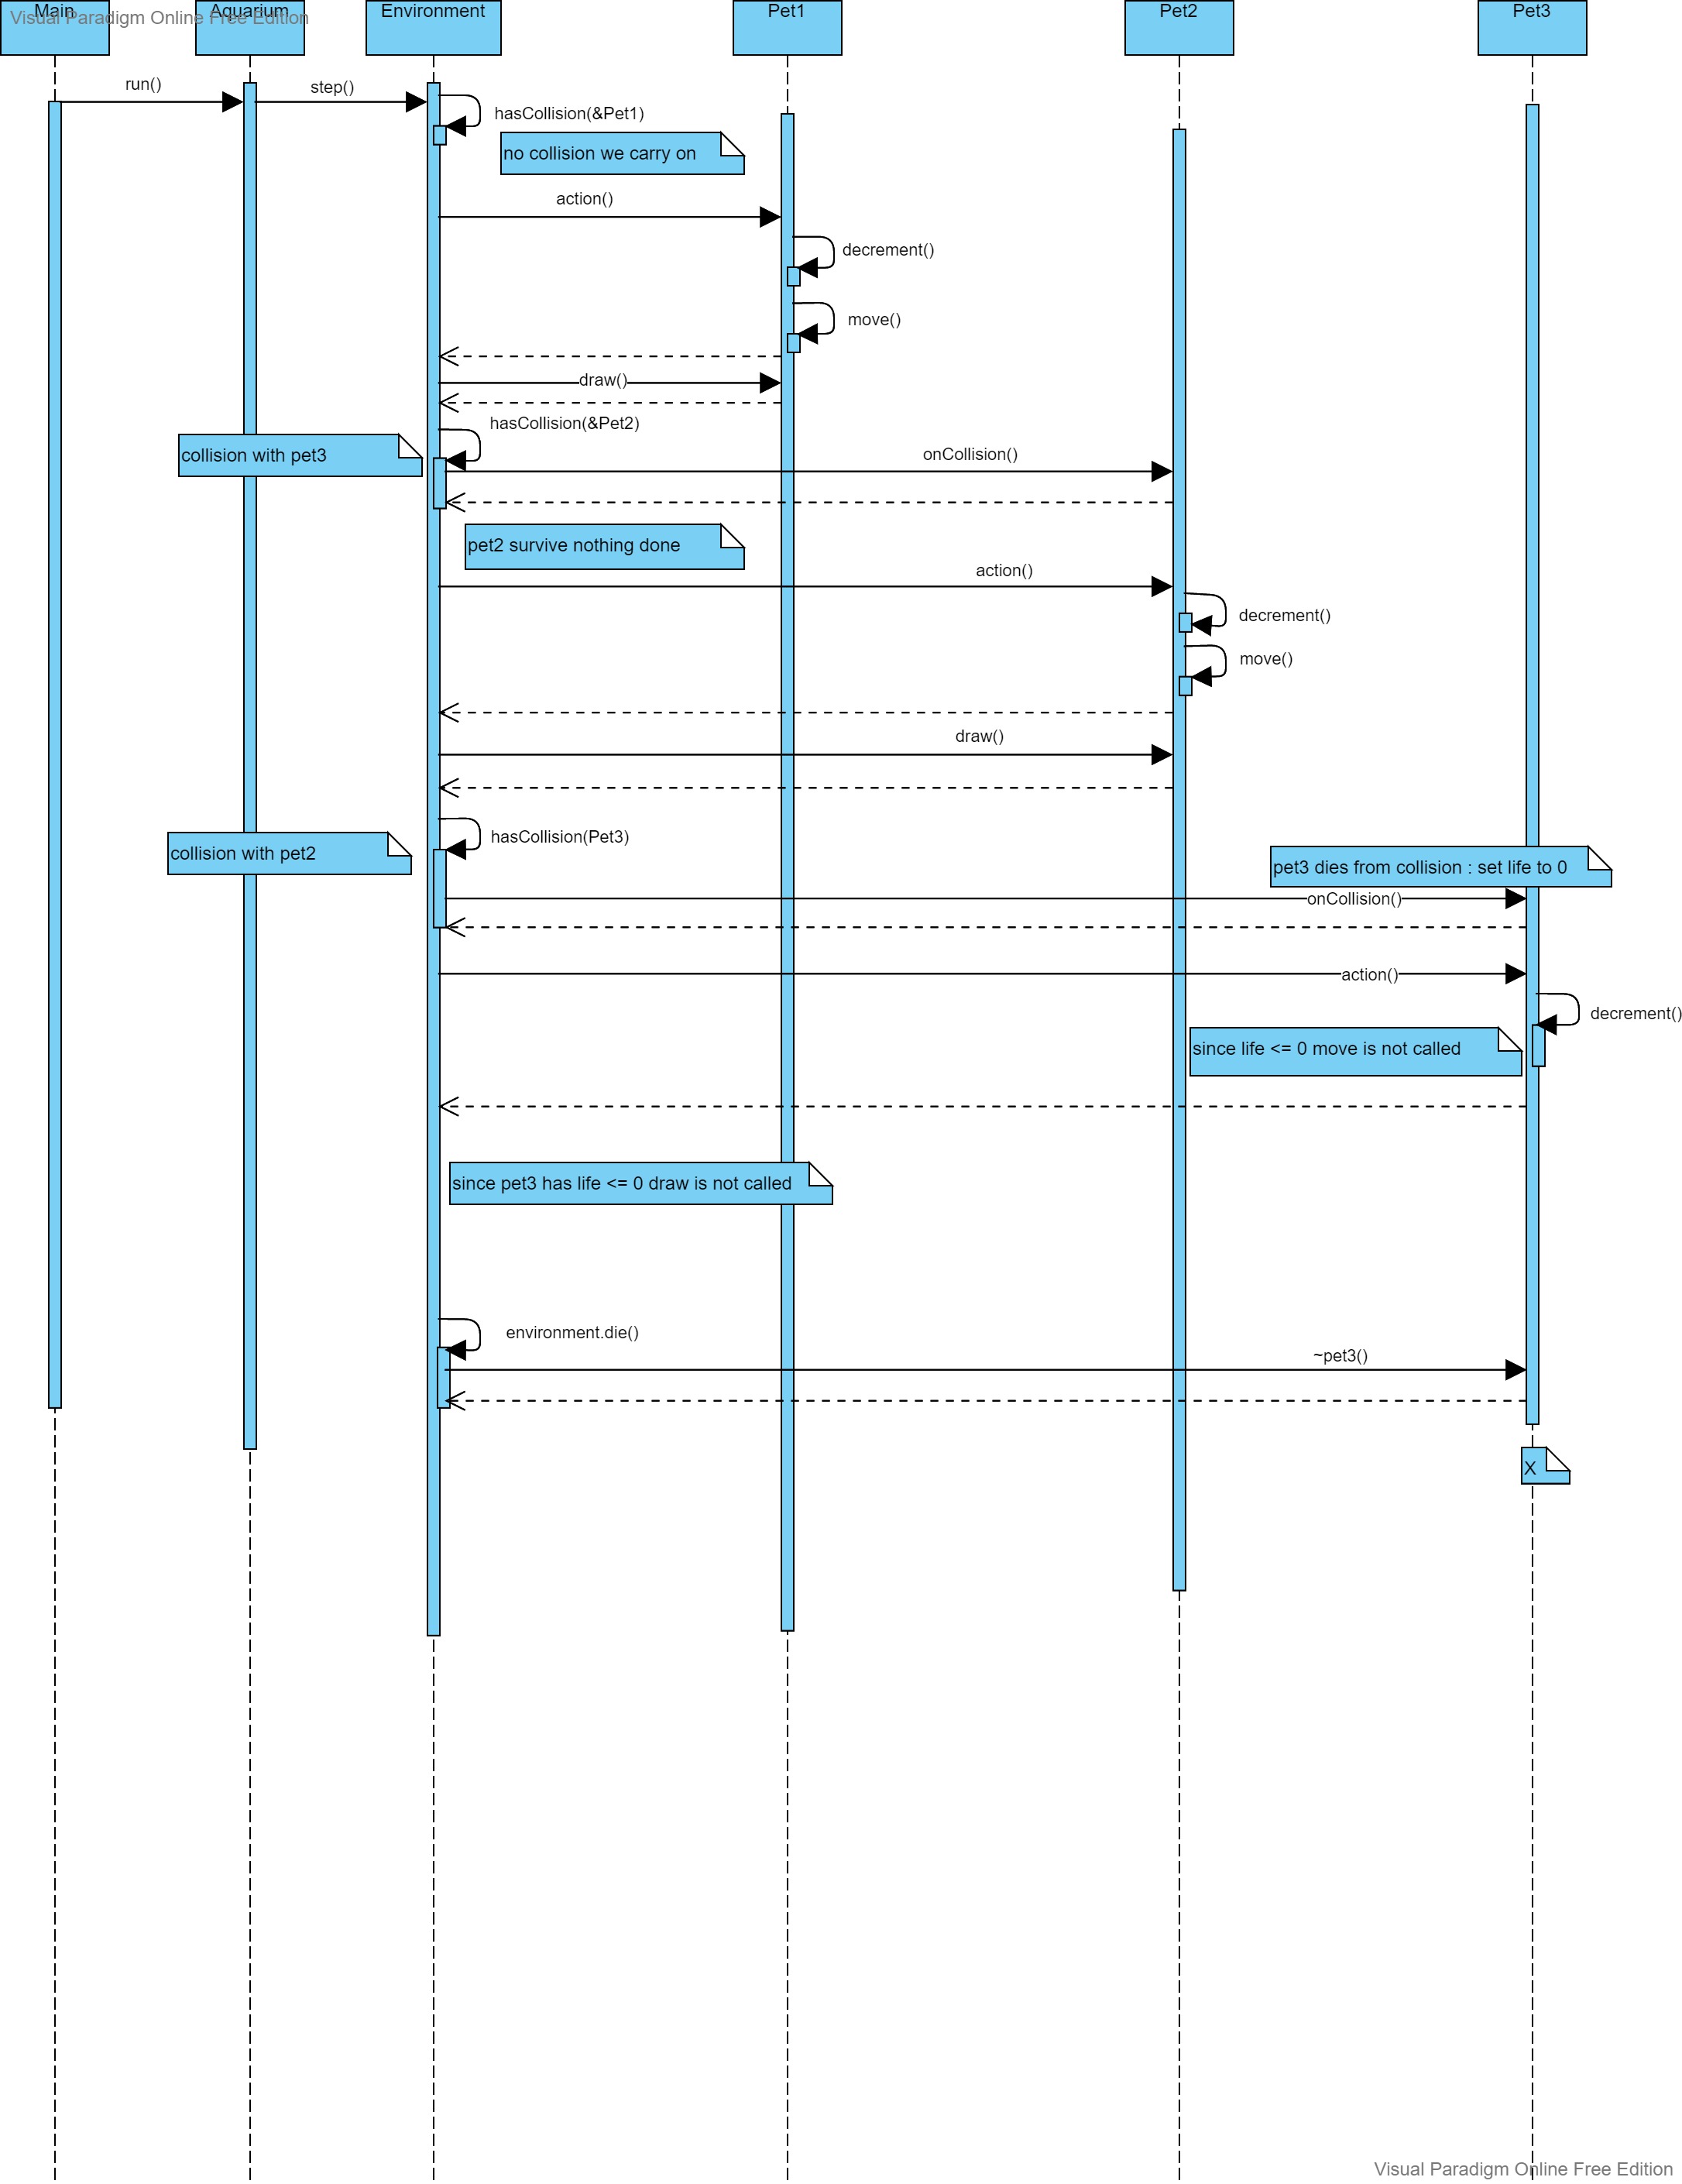 Main
Aquarium
Environment
Pet1
Pet2
Pet3
Visual Paradigm Online Free Edition
run()
step()
hasCollision(&Pet1)
no collision we carry on
action()
decrement()
move()
draw()
hasCollision(&Pet2)
collision with pet3
onCollision()
pet2 survive nothing done
action()
decrement()
move()
draw()
hasCollision(Pet3)
collision with pet2
pet3 dies from collision : set life to 0
onCollision()
action()
decrement()
since life <= 0 move is not called
since pet3 has life <= 0 draw is not called
environment.die()
~pet3()
X
Visual Paradigm Online Free Edition